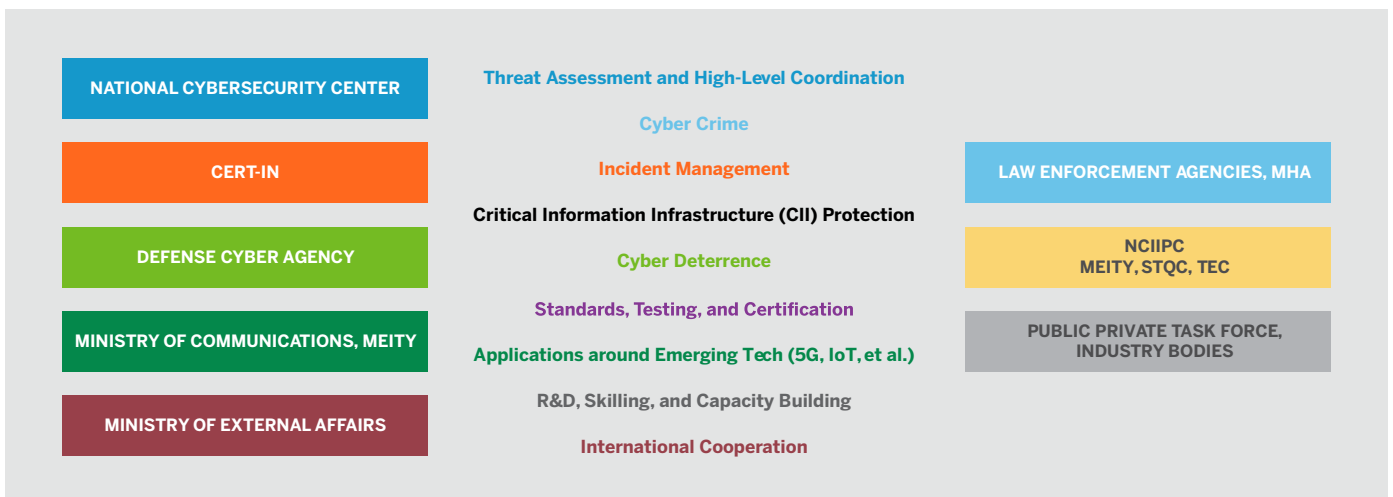 NATIONAL CYBERSECURITY CENTER
CERT-IN
DEFENSE CYBER AGENCY
MINISTRY OF COMMUNICATIONS, MEITY
MINISTRY OF EXTERNAL AFFAIRS
Threat Assessment and High-Level Coordination
Cyber Crime
Incident Management
Critical Information Infrastructure (CII) Protection
Cyber Deterrence
Standards, Testing, and Certification
Applications around Emerging Tech (5G, IoT, et al.)
R&D, Skilling, and Capacity Building
International Cooperation
LAW ENFORCEMENT AGENCIES, MHA
NCIIPC
MEITY, STQC, TEC
PUBLIC PRIVATE TASK FORCE,
INDUSTRY BODIES